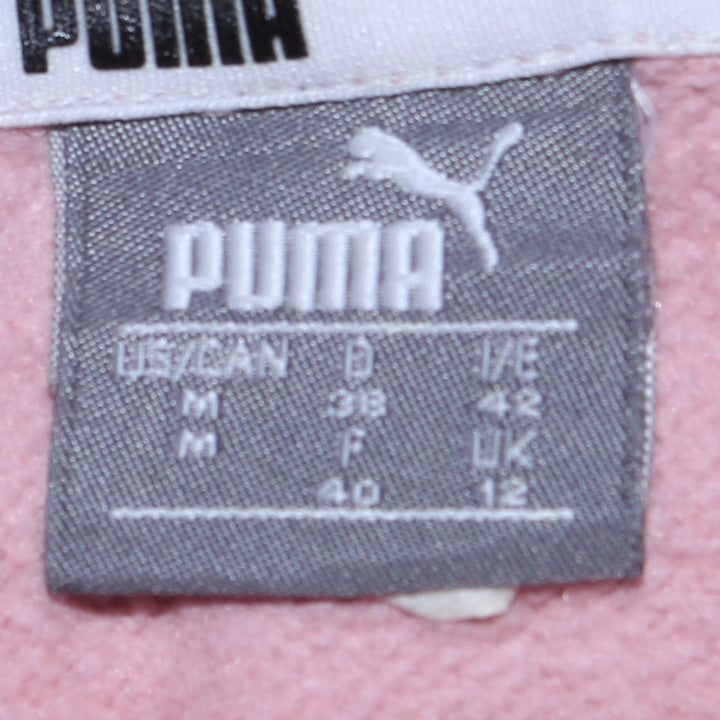 PUMA
PUMA
US/CAN D I/E
M 38 42
M F UK
40 12